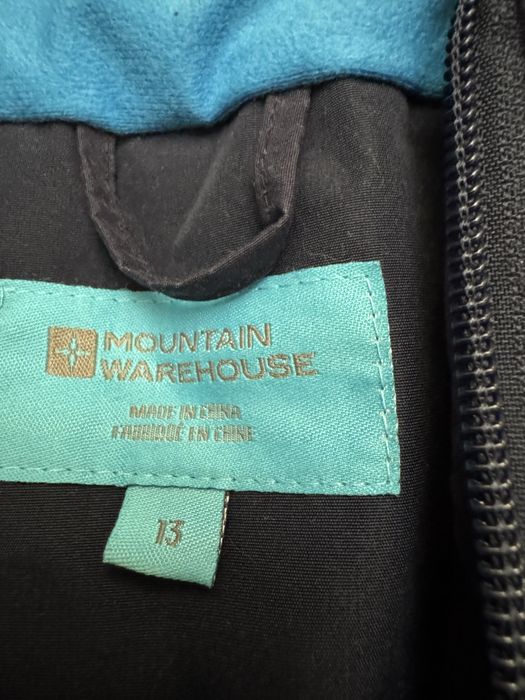 MOUNTAIN
WAREHOUSE
MADE IN CHINA
FABRIQUÉ EN CHINE
13